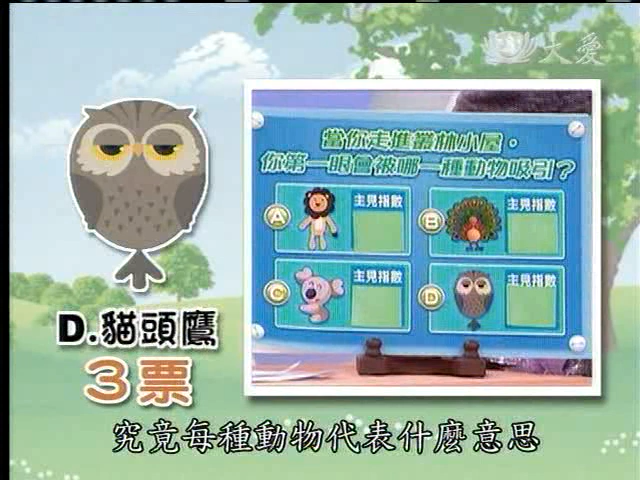 大愛
當你走進叢林小屋。
你第一眼會被哪一種動物吸引？
A 主見指數
B 主見指數
C 主見指數
D 主見指數
D.貓頭鷹
3票
究竟每種動物代表什麼意思